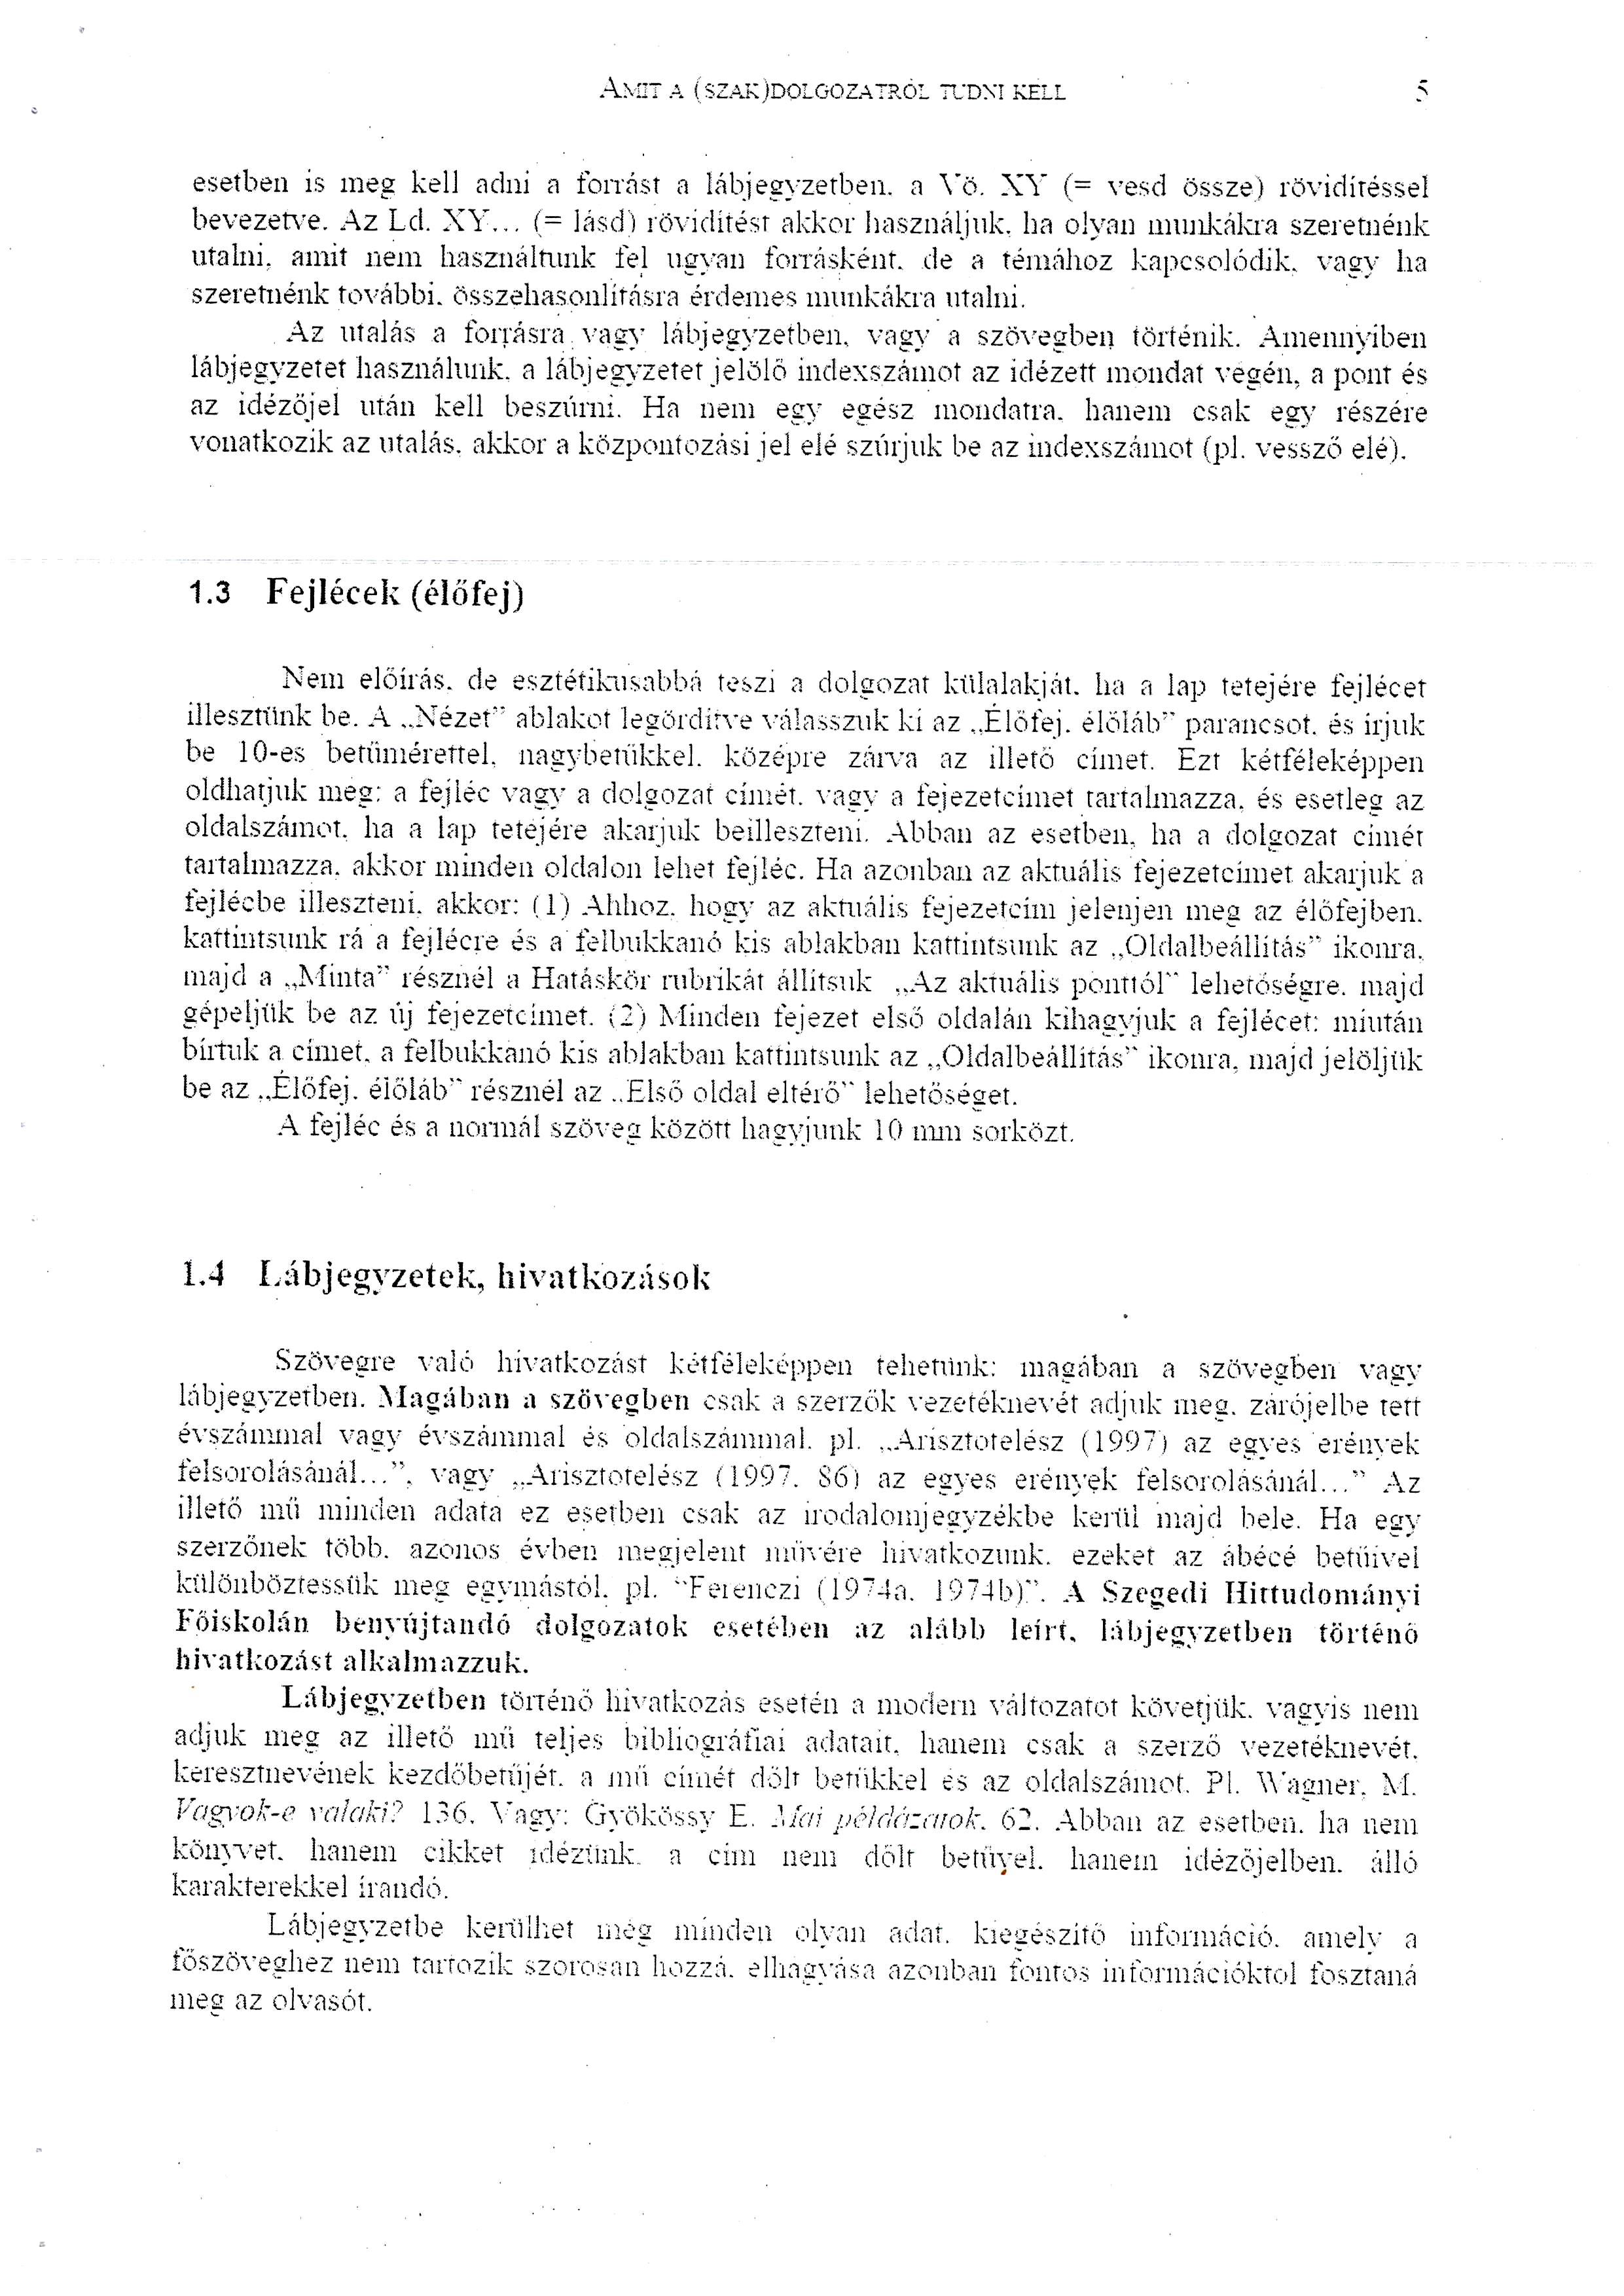 AMIT A (SZAK)DOLGOZATRÓL TUDNI KELL 5
esetben is meg kell adni a forrást a lábjegyzetben, a Vö. XY (= vesd össze) rövidítéssel
bevezetve. Az Ld. XY... (= lásd) rövidítést akkor használjuk, ha olyan munkákra szeretnénk
utalni, amit nem használtunk fel ugyan forrásként, de a témához kapcsolódik, vagy ha
szeretnénk további, összehasonlításra érdemes munkákra utalni.
Az utalás a forrásra vagy lábjegyzetben, vagy a szövegben történik. Amennyiben
lábjegyzetet használunk, a lábjegyzetet jelölő indexszámot az idézett mondat végén, a pont és
az idézőjel után kell beszúrni. Ha nem egy egész mondatra, hanem csak egy részére
vonatkozik az utalás, akkor a központozási jel elé szúrjuk be az indexszámot (pl. vessző elé).
1.3 Fejlécek (élőfej)
Nem előírás, de esztétikusabbá teszi a dolgozat külalakját, ha a lap tetejére fejlécet
illesztünk be. A „Nézet” ablakot legördítve válasszuk ki az „Élőfej, élőláb” parancsot, és írjuk
be 10-es betűmérettel, nagybetűkkel, középre zárva az illető címet. Ezt kétféleképpen
oldhatjuk meg: a fejléc vagy a dolgozat címét, vagy a fejezetcímet tartalmazza, és esetleg az
oldalszámot, ha a lap tetejére akarjuk beilleszteni. Abban az esetben, ha a dolgozat címét
tartalmazza, akkor minden oldalon lehet fejléc. Ha azonban az aktuális fejezetcímet akarjuk a
fejlécbe illeszteni, akkor: (1) Ahhoz, hogy az aktuális fejezetcím jelenjen meg az élőfejben,
kattintsunk rá a fejlécre és a felbukkanó kis ablakban kattintsunk az „Oldalbeállítás” ikonra,
majd a „Minta” résznél a Hatáskör rubrikát állítsuk „Az aktuális ponttól” lehetőségre, majd
gépeljük be az új fejezetcímet. (2) Minden fejezet első oldalán kihagyjuk a fejlécet: miután
bírtuk a címet, a felbukkanó kis ablakban kattintsunk az „Oldalbeállítás” ikonra, majd jelöljük
be az „Élőfej, élőláb” résznél az „Első oldal eltérő” lehetőséget.
A fejléc és a normál szöveg között hagyjunk 10 mm sorközt.
1.4 Lábjegyzetek, hivatkozások
Szövegre való hivatkozást kétféleképpen tehetünk: magában a szövegben vagy
lábjegyzetben. Magában a szövegben csak a szerzők vezetéknevét adjuk meg, zárójelbe tett
évszámmal vagy évszámmal és oldalszámmal, pl. „Arisztotelész (1997) az egyes erények
felsorolásánál...”, vagy „Arisztotelész (1997, 86) az egyes erények felsorolásánál...” Az
illető mű minden adata ez esetben csak az irodalomjegyzékbe kerül majd bele. Ha egy
szerzőnek több, azonos évben megjelent művére hivatkozunk, ezeket az ábécé betűivel
különböztessük meg egymástól, pl. “Ferenczi (1974a, 1974b)”. A Szegedi Hittudományi
Főiskolán benyújtandó dolgozatok esetében az alább leírt, lábjegyzetben történő
hivatkozást alkalmazzuk.
Lábjegyzetben történő hivatkozás esetén a modern változatot követjük, vagyis nem
adjuk meg az illető mű teljes bibliográfiai adatait, hanem csak a szerző vezetéknevét,
keresztnevének kezdőbetűjét, a mű címét dőlt betűkkel és az oldalszámot. Pl. Wagner, M.
Vagyok-e valaki? 136. Vagy: Gyökössy E. Mai példázatok. 62. Abban az esetben, ha nem
könyvet, hanem cikket idézünk, a cím nem dőlt betűvel, hanem idézőjelben, álló
karakterekkel írandó.
Lábjegyzetbe kerülhet még minden olyan adat, kiegészítő információ, amely a
főszöveghez nem tartozik szorosan hozzá, elhagyása azonban fontos információktól fosztaná
meg az olvasót.